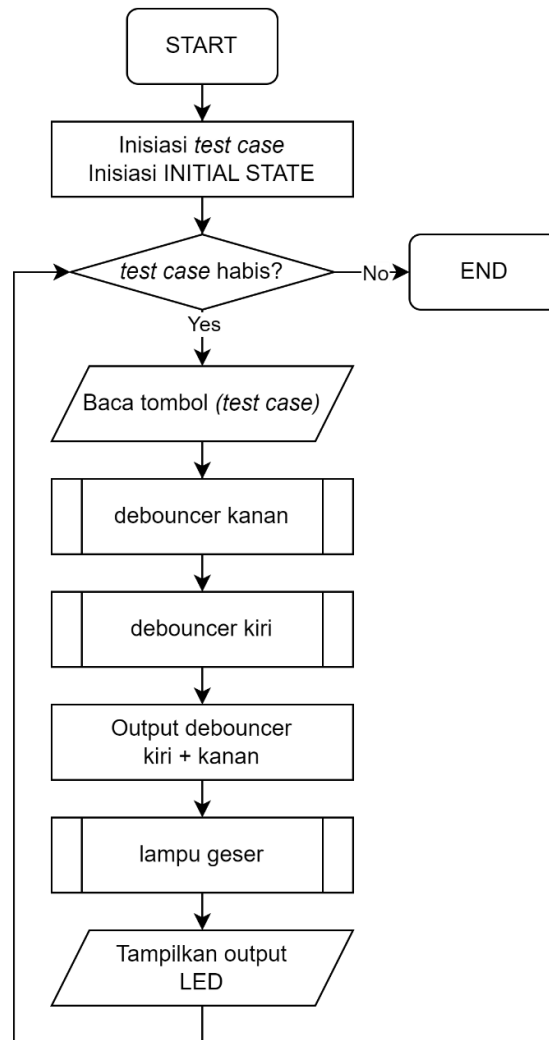 START
Inisiasi test case
Inisiasi INITIAL STATE
test case habis?
No
END
Yes
Baca tombol (test case)
debouncer kanan
debouncer kiri
Output debouncer
kiri + kanan
lampu geser
Tampilkan output
LED